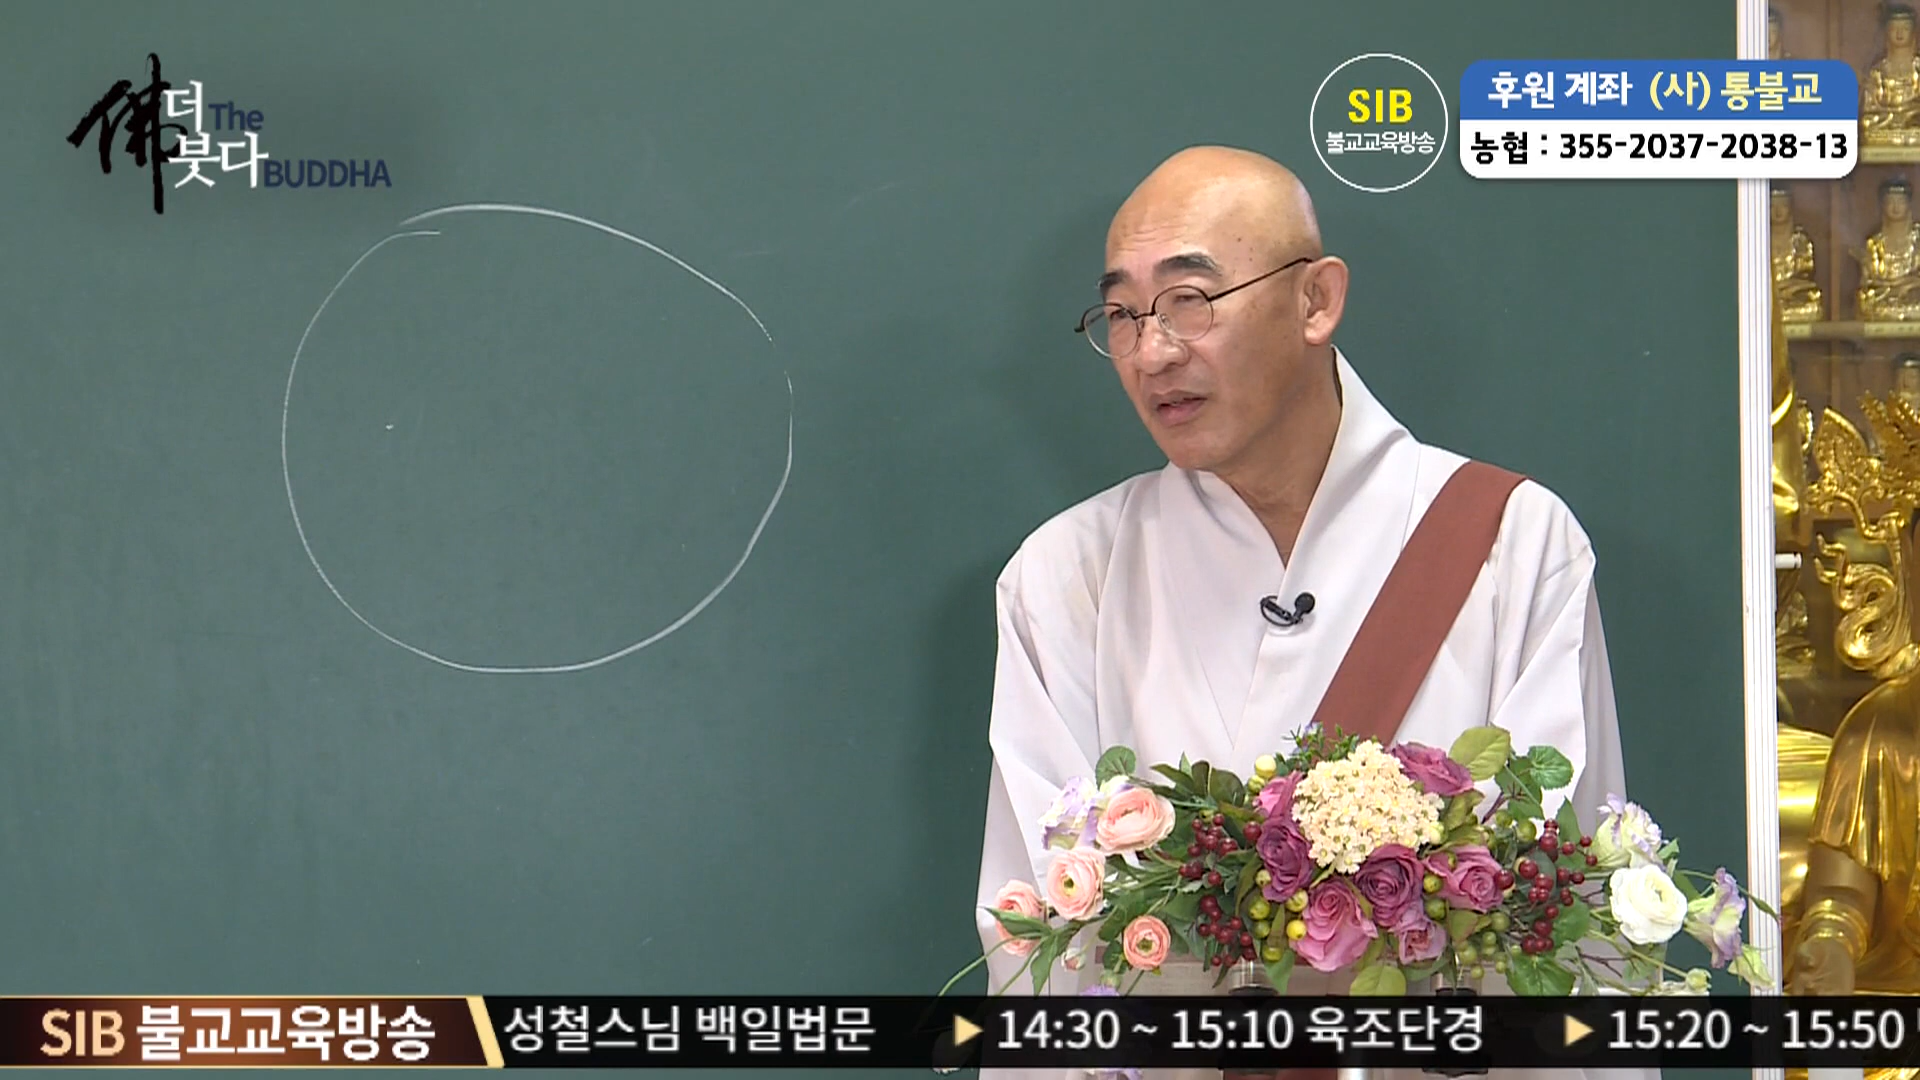 佛
더
The
붓다
BUDDHA
SIB
불교교육방송
후원 계좌 (사) 통불교
농협 : 355-2037-2038-13
SIB 불교교육방송
성철스님 백일법문 ▶ 14:30 ~ 15:10 육조단경 ▶ 15:20 ~ 15:50